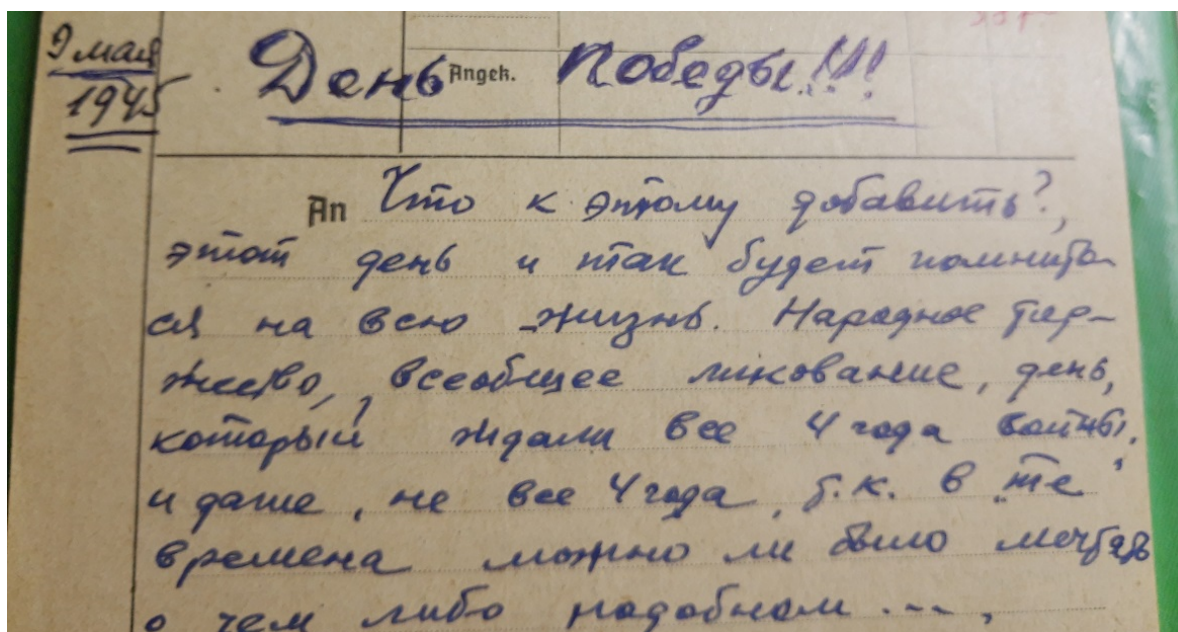 9 мая
1945
День Angek. Победы!!!
An Что к этому добавить?,
этот день и так будет помнить-
ся на всю жизнь. Народное тор-
жество, всеобщее ликование, день,
который ждали все 4 года войны,
и даже, не все 4 года, т.к. в те
времена можно ли было мечтать
о чем либо подобном ...,